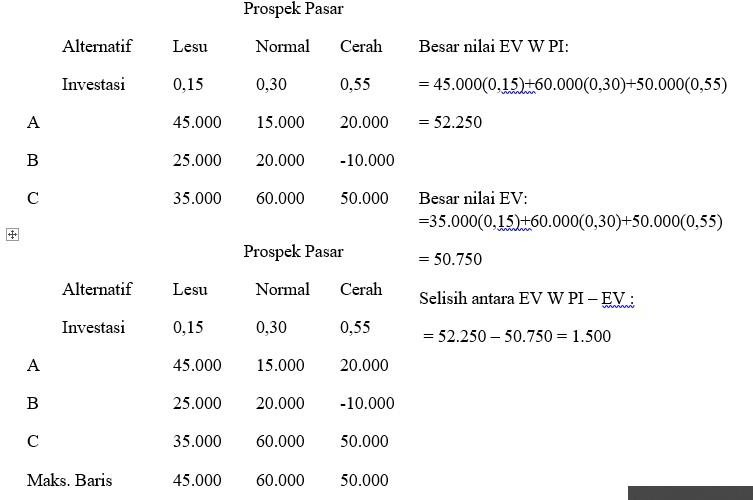 Prospek Pasar
Alternatif Lesu Normal Cerah
Investasi 0,15 0,30 0,55
A 45.000 15.000 20.000
B 25.000 20.000 -10.000
C 35.000 60.000 50.000
Prospek Pasar
Alternatif Lesu Normal Cerah
Investasi 0,15 0,30 0,55
A 45.000 15.000 20.000
B 25.000 20.000 -10.000
C 35.000 60.000 50.000
Maks. Baris 45.000 60.000 50.000
Besar nilai EV W PI:
= 45.000(0,15)+60.000(0,30)+50.000(0,55)
= 52.250
Besar nilai EV:
=35.000(0,15)+60.000(0,30)+50.000(0,55)
= 50.750
Selisih antara EV W PI – EV :
= 52.250 – 50.750 = 1.500